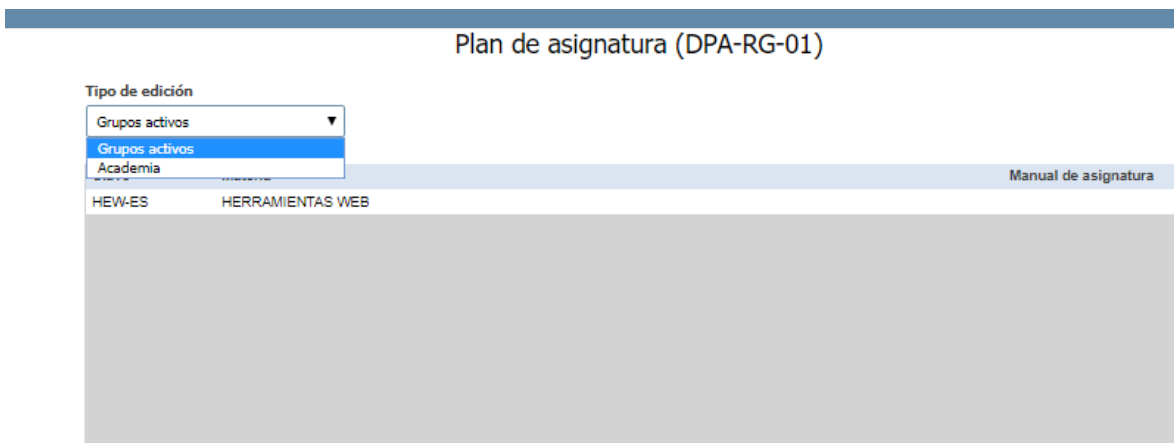 Plan de asignatura (DPA-RG-01)
Tipo de edición
Grupos activos
Grupos activos
Academia
Manual de asignatura
HEW-ES HERRAMIENTAS WEB